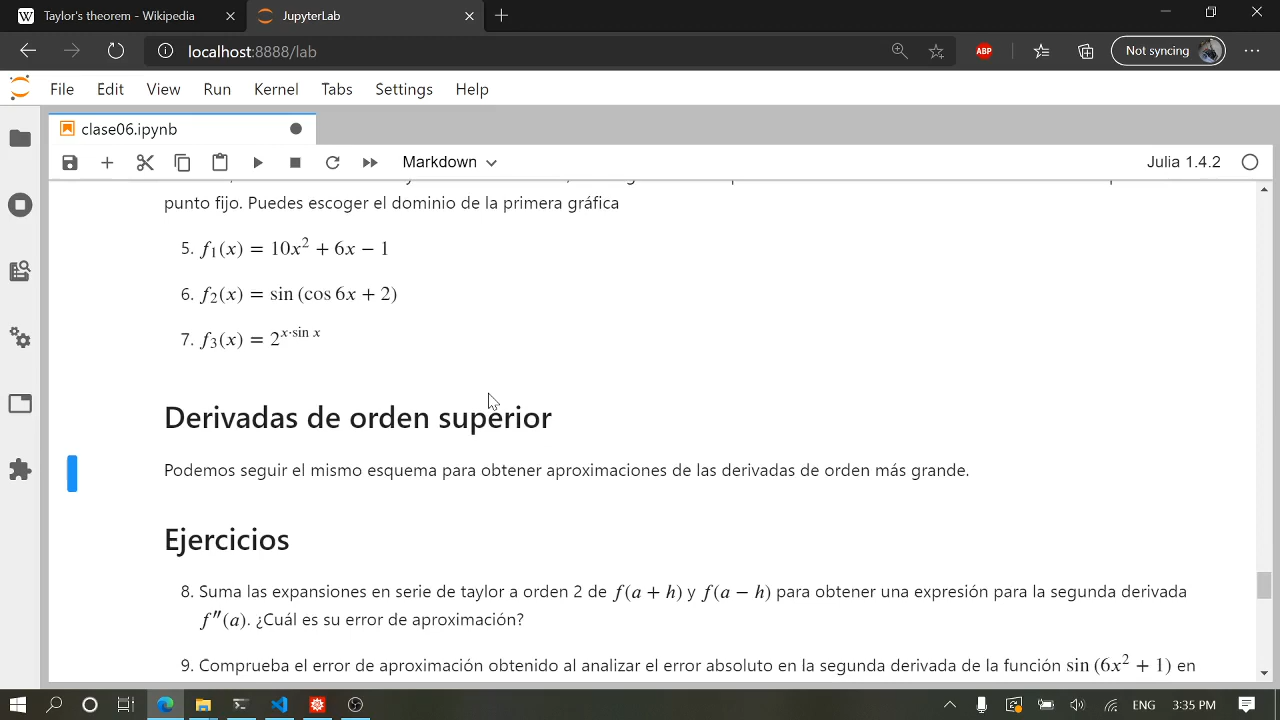 Taylor's theorem - Wikipedia
JupyterLab
localhost:8888/lab
ABP
Not syncing
File Edit View Run Kernel Tabs Settings Help
clase06.ipynb
Markdown
Julia 1.4.2
punto fijo. Puedes escoger el dominio de la primera gráfica
5. f₁(x) = 10x² + 6x − 1
6. f₂(x) = sin (cos 6x + 2)
7. f₃(x) = 2^{x·sin x}
Derivadas de orden superior
Podemos seguir el mismo esquema para obtener aproximaciones de las derivadas de orden más grande.
Ejercicios
8. Suma las expansiones en serie de taylor a orden 2 de f(a + h) y f(a − h) para obtener una expresión para la segunda derivada
f″(a). ¿Cuál es su error de aproximación?
9. Comprueba el error de aproximación obtenido al analizar el error absoluto en la segunda derivada de la función sin (6x² + 1) en
ENG 3:35 PM